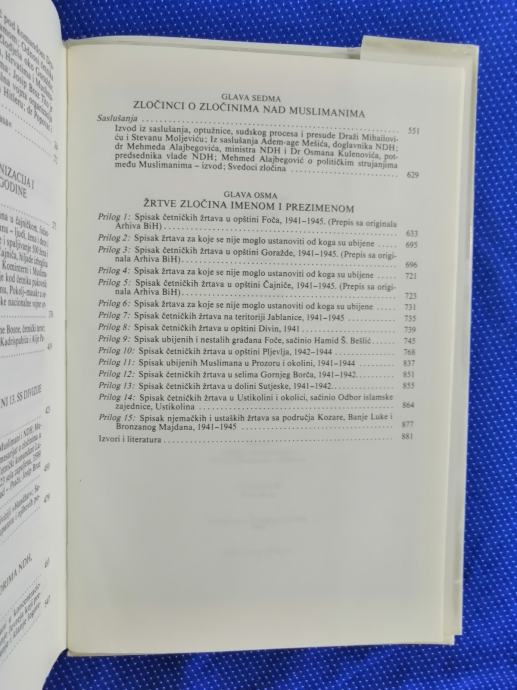 GLAVA SEDMA
ZLOČINCI O ZLOČINIMA NAD MUSLIMANIMA
Saslušanja ... 551
Izvod iz saslušanja, optužnice, sudskog procesa i presude Draži Mihailovi-
ću i Stevanu Moljeviću; Iz saslušanja Adem-age Mešića, doglavnika NDH;
dr Mehmeda Alajbegovića, ministra NDH i Dr Osmana Kulenovića, pot-
predsednika vlade NDH; Mehmed Alajbegović o političkim strujanjima
među Muslimanima – izvod; Svedoci zločina ... 629
GLAVA OSMA
ŽRTVE ZLOČINA IMENOM I PREZIMENOM
Prilog 1: Spisak četničkih žrtava u opštini Foča, 1941-1945. (Prepis sa originala
Arhiva BiH) ... 633
Prilog 2: Spisak žrtava za koje se nije moglo ustanoviti od koga su ubijene ... 695
Prilog 3: Spisak četničkih žrtava u opštini Goražde, 1941-1945. (Prepis sa origi-
nala Arhiva BiH) ... 696
Prilog 4: Spisak žrtava za koje se nije moglo ustanoviti od koga su ubijene ... 721
Prilog 5: Spisak četničkih žrtava u opštini Čajniče, 1941-1945. (Prepis sa origi-
nala Arhiva BiH) ... 723
Prilog 6: Spisak žrtava za koje se nije moglo ustanoviti od koga su ubijene ... 731
Prilog 7: Spisak četničkih žrtava na teritoriji Jablanice, 1941-1945 ... 735
Prilog 8: Spisak četničkih žrtava u opštini Divin, 1941 ... 739
Prilog 9: Spisak ubijenih i nestalih građana Foče, sačinio Hamid Š. Bešlić ... 745
Prilog 10: Spisak četničkih žrtava u opštini Pljevlja, 1942-1944 ... 768
Prilog 11: Spisak ubijenih Muslimana u Prozoru i okolini, 1941-1944 ... 837
Prilog 12: Spisak četničkih žrtava u selima Gornjeg Borča, 1941-1942. ... 851
Prilog 13: Spisak četničkih žrtava u dolini Sutjeske, 1941-1942. ... 855
Prilog 14: Spisak četničkih žrtava u Ustikolini i okolici, sačinio Odbor islamske
zajednice, Ustikolina ... 864
Prilog 15: Spisak njemačkih i ustaških žrtava sa područja Kozare, Banje Luke i
Bronzanog Majdana, 1941-1945 ... 877
Izvori i literatura ... 881
NIZACIJA I
GODINE
NI 13. SS DIVIZIJE
ORIMA NDH,